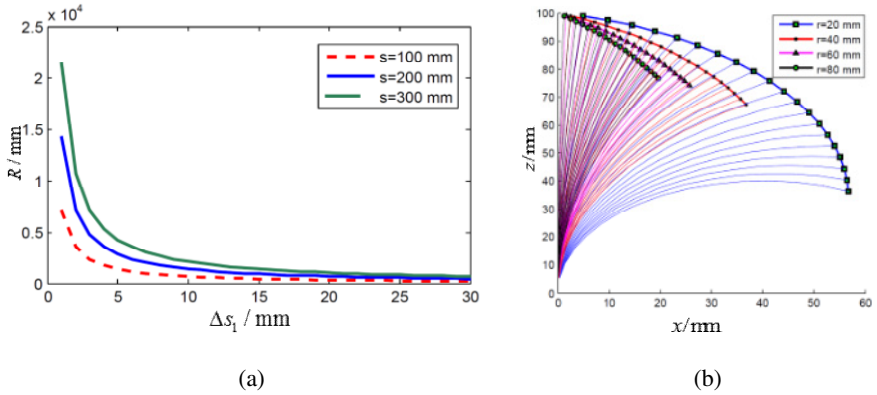 x 10⁴
2.5
2
1.5
1
0.5
0
0 5 10 15 20 25 30
R / mm
Δs₁ / mm
s=100 mm
s=200 mm
s=300 mm
(a)
100
90
80
70
60
50
40
30
20
10
0
0 10 20 30 40 50 60
z/mm
x/mm
r=20 mm
r=40 mm
r=60 mm
r=80 mm
(b)